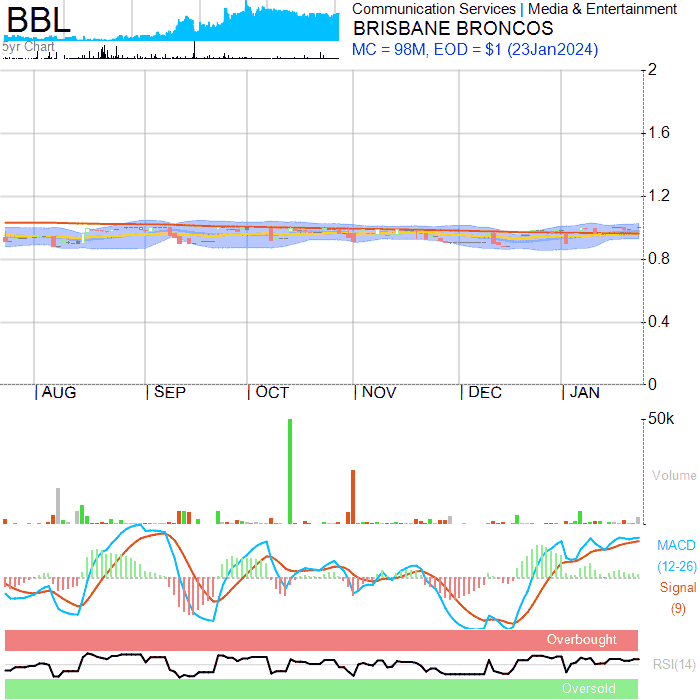 BBL
5yr Chart
Communication Services | Media & Entertainment
BRISBANE BRONCOS
MC = 98M, EOD = $1 (23Jan2024)
2
1.6
1.2
0.8
0.4
0
| AUG | SEP | OCT | NOV | DEC | JAN
50k
Volume
MACD
(12-26)
Signal
(9)
Overbought
RSI(14)
Oversold